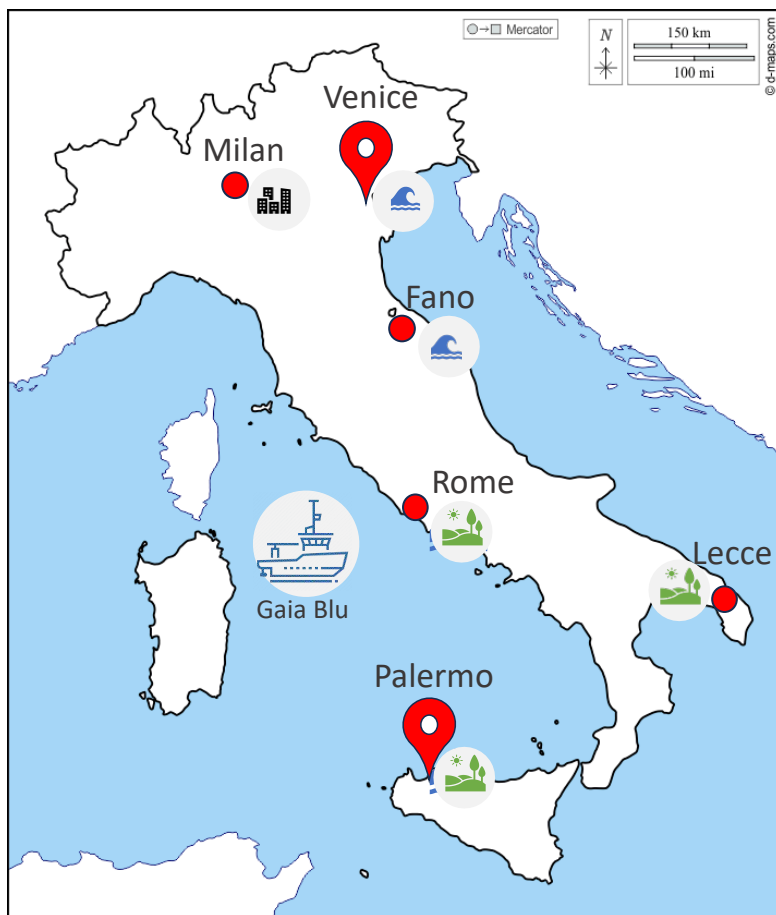 Mercator
N
150 km
100 mi
© d-maps.com
Venice
Milan
Fano
Rome
Lecce
Gaia Blu
Palermo